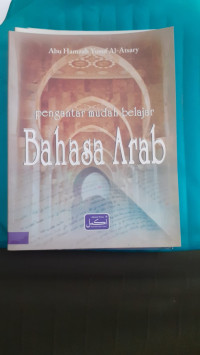 Abu Hamzah Yusuf Al-Atsary
pengantar mudah belajar
Bahasa Arab